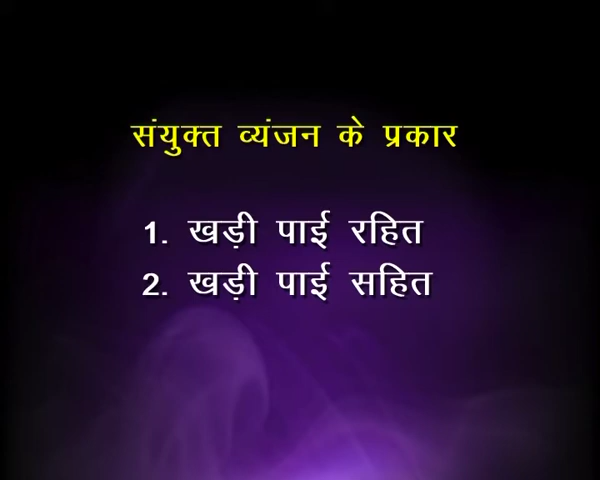 संयुक्त व्यंजन के प्रकार
1. खड़ी पाई रहित
2. खड़ी पाई सहित